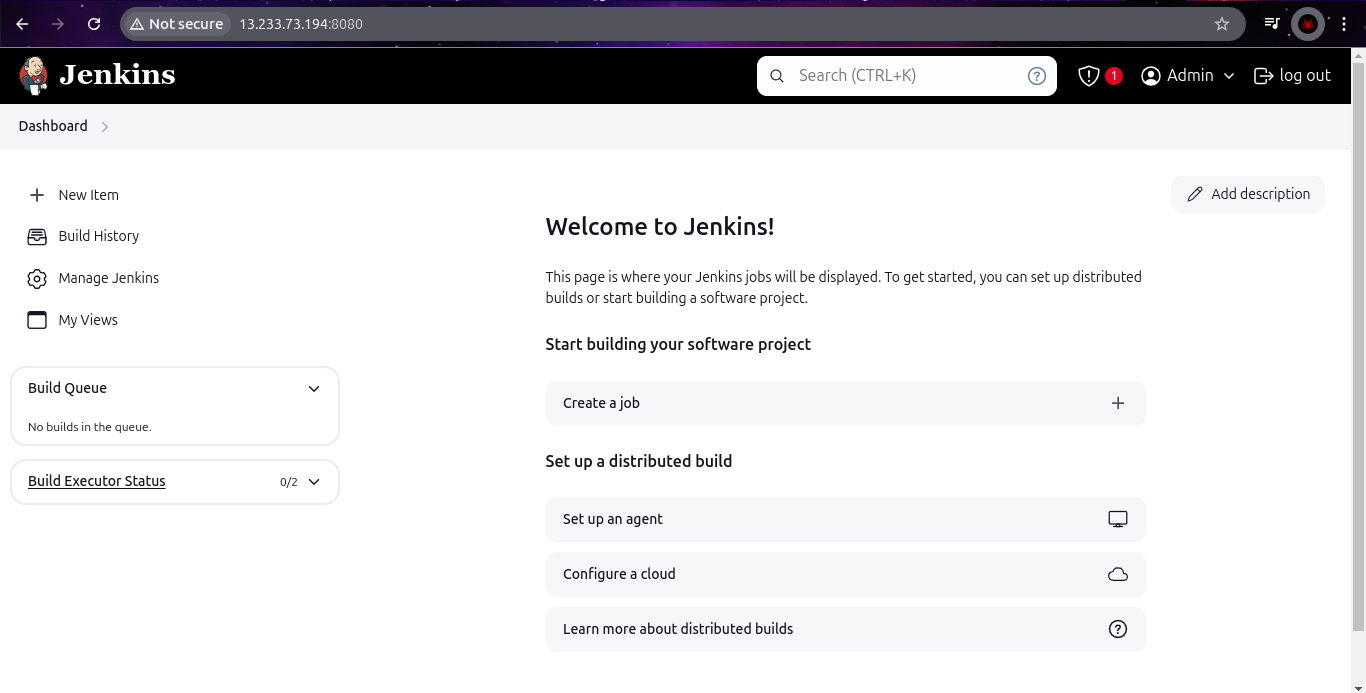 Not secure 13.233.73.194:8080
Jenkins
Search (CTRL+K)
?
1
Admin
log out
Dashboard
New Item
Build History
Manage Jenkins
My Views
Build Queue
No builds in the queue.
Build Executor Status 0/2
Add description
Welcome to Jenkins!
This page is where your Jenkins jobs will be displayed. To get started, you can set up distributed
builds or start building a software project.
Start building your software project
Create a job
Set up a distributed build
Set up an agent
Configure a cloud
Learn more about distributed builds
?